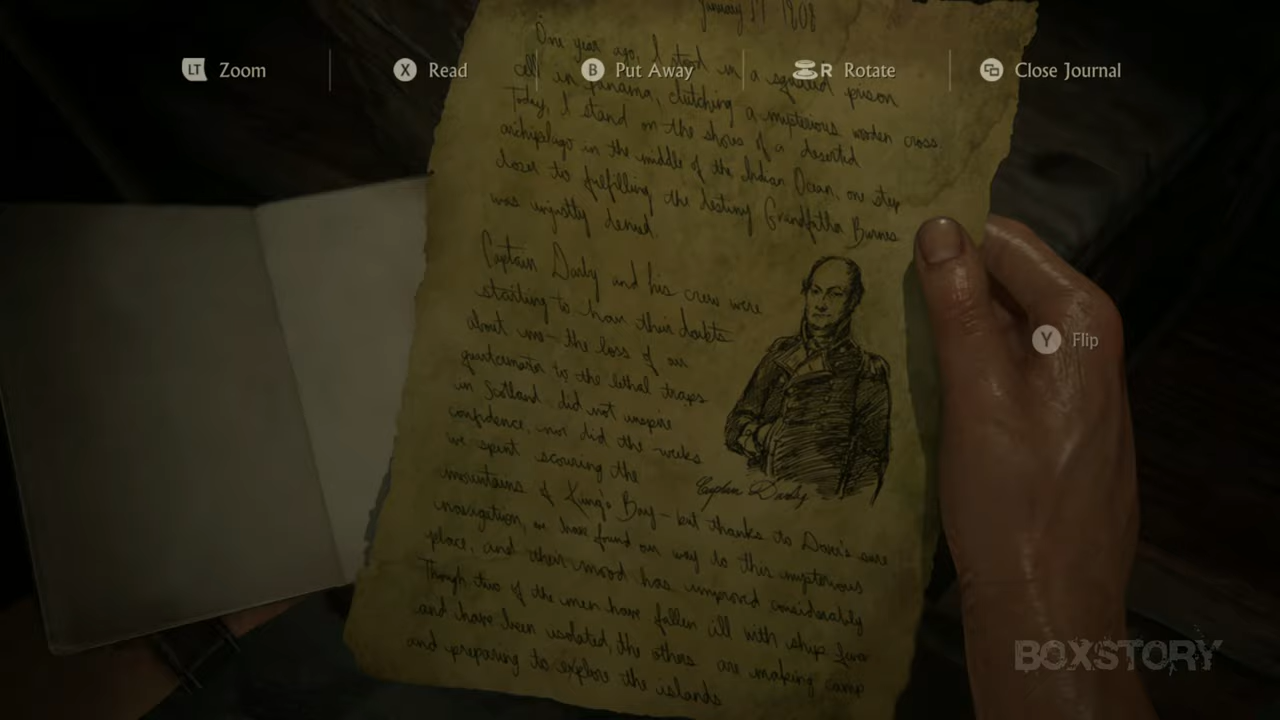 January 1808
LT Zoom
X Read
B Put Away
R Rotate
Close Journal
One year ago, I stood in a squalid prison
cell in Panama, clutching a mysterious wooden cross.
Today, I stand on the shores of a deserted
archipelago in the middle of the Indian Ocean, one step
closer to fulfilling the destiny Grandfather Burnes
was unjustly denied.
Captain Darby and his crew were
starting to have their doubts
about me - the loss of our
quartermaster to the lethal traps
in Scotland did not inspire
confidence, nor did the weeks
we spent scouring the
mountains of King's Bay - but thanks to sure
navigation, we have found our way to this mysterious
place, and their mood has improved considerably
Though two of the men have fallen ill with ship fever
and have been isolated, the others are making camp
and preparing to explore the islands
Captain Darby
Y Flip
BOXSTORY